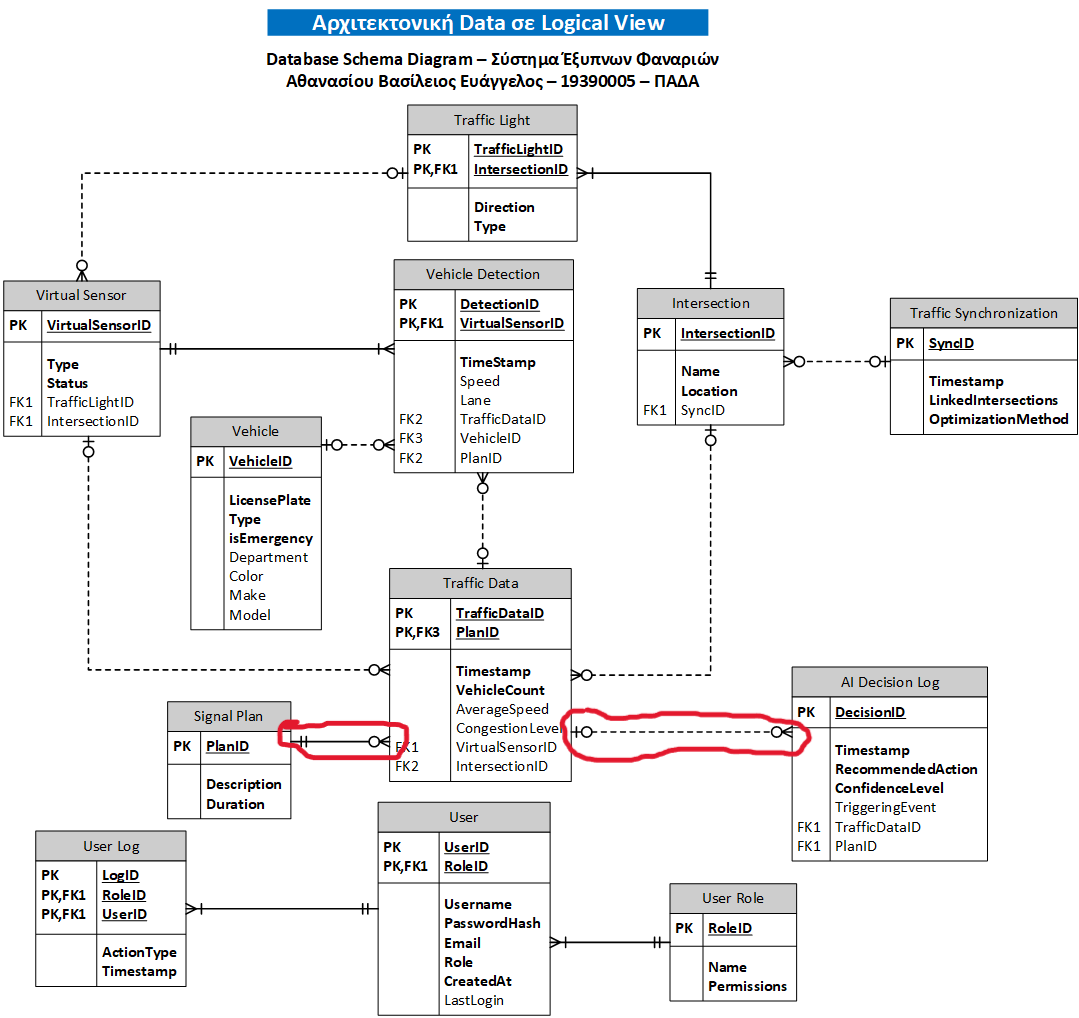 Αρχιτεκτονική Data σε Logical View
Database Schema Diagram – Σύστημα Έξυπνων Φαναριών
Αθανασίου Βασίλειος Ευάγγελος – 19390005 – ΠΑΔΑ
Traffic Light
PK TrafficLightID
PK,FK1 IntersectionID
Direction
Type
Virtual Sensor
PK VirtualSensorID
Type
Status
FK1 TrafficLightID
FK1 IntersectionID
Vehicle Detection
PK DetectionID
PK,FK1 VirtualSensorID
TimeStamp
Speed
Lane
FK2 TrafficDataID
FK3 VehicleID
FK2 PlanID
Intersection
PK IntersectionID
Name
Location
FK1 SyncID
Traffic Synchronization
PK SyncID
Timestamp
LinkedIntersections
OptimizationMethod
Vehicle
PK VehicleID
LicensePlate
Type
isEmergency
Department
Color
Make
Model
Traffic Data
PK TrafficDataID
PK,FK3 PlanID
Timestamp
VehicleCount
AverageSpeed
CongestionLevel
FK1 VirtualSensorID
FK2 IntersectionID
Signal Plan
PK PlanID
Description
Duration
AI Decision Log
PK DecisionID
Timestamp
RecommendedAction
ConfidenceLevel
TriggeringEvent
FK1 TrafficDataID
FK1 PlanID
User Log
PK LogID
PK,FK1 RoleID
PK,FK1 UserID
ActionType
Timestamp
User
PK UserID
PK,FK1 RoleID
Username
PasswordHash
Email
Role
CreatedAt
LastLogin
User Role
PK RoleID
Name
Permissions